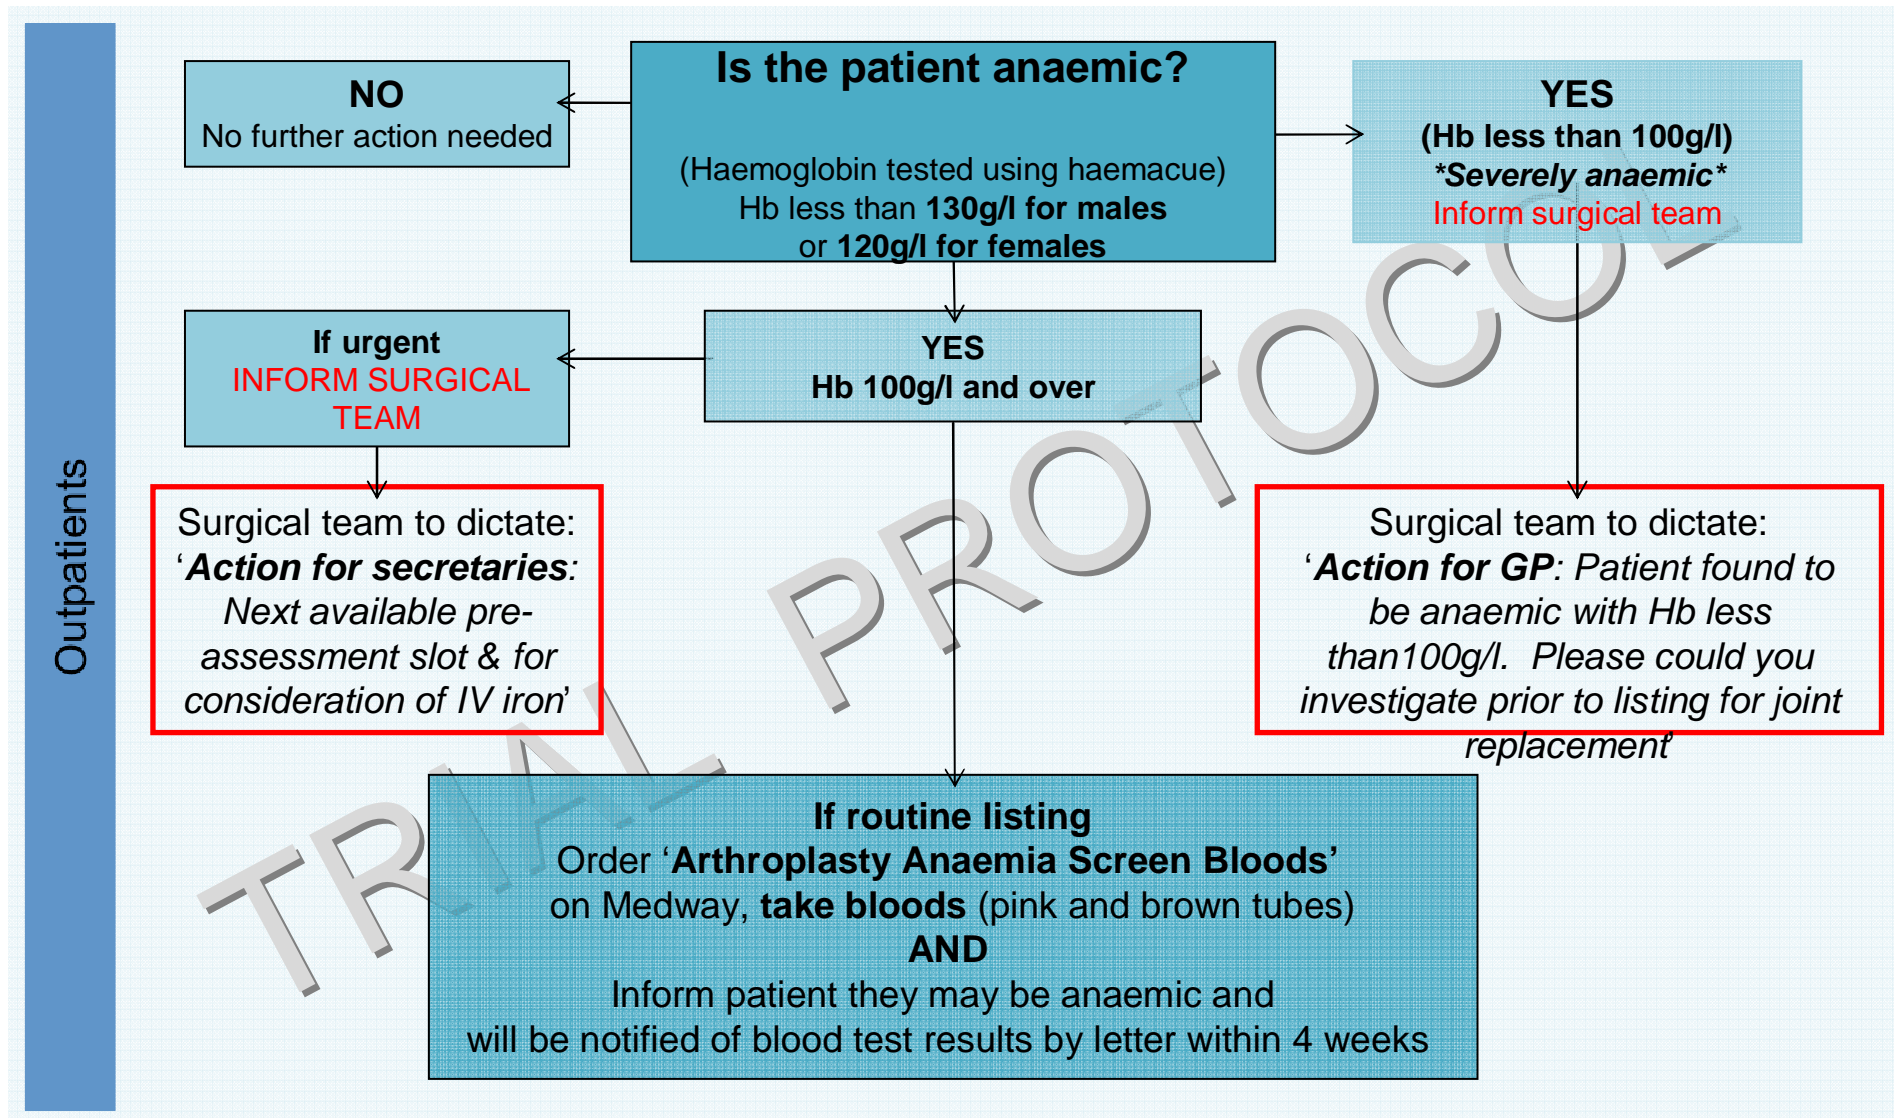 Outpatients
Is the patient anaemic?
(Haemoglobin tested using haemacue)
Hb less than 130g/l for males
or 120g/l for females
NO
No further action needed
YES
(Hb less than 100g/l)
*Severely anaemic*
Inform surgical team
If urgent
INFORM SURGICAL
TEAM
YES
Hb 100g/l and over
Surgical team to dictate:
‘Action for secretaries:
Next available pre-
assessment slot & for
consideration of IV iron’
Surgical team to dictate:
‘Action for GP: Patient found to
be anaemic with Hb less
than100g/l. Please could you
investigate prior to listing for joint
replacement’
If routine listing
Order ‘Arthroplasty Anaemia Screen Bloods’
on Medway, take bloods (pink and brown tubes)
AND
Inform patient they may be anaemic and
will be notified of blood test results by letter within 4 weeks
TRIAL PROTOCOL